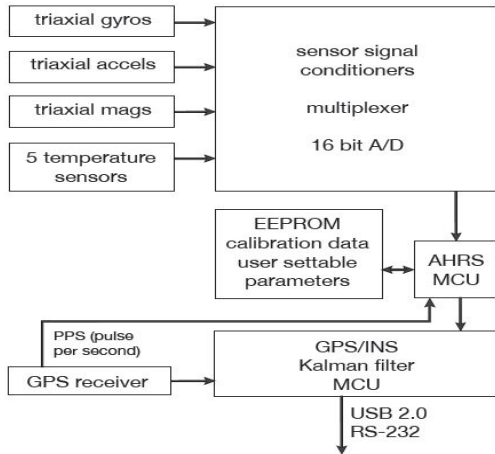 triaxial gyros
triaxial accels
triaxial mags
5 temperature
sensors
sensor signal
conditioners
multiplexer
16 bit A/D
EEPROM
calibration data
user settable
parameters
AHRS
MCU
PPS (pulse
per second)
GPS receiver
GPS/INS
Kalman filter
MCU
USB 2.0
RS-232